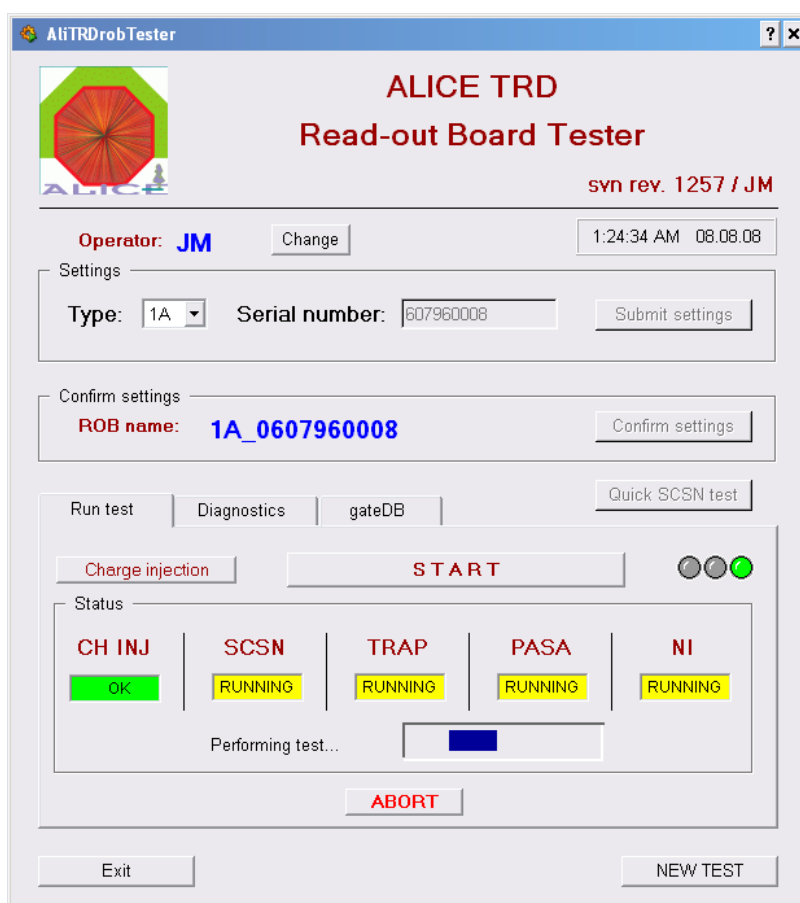 AliTRDrobTester
? x
ALICE TRD
Read-out Board Tester
ALICE
svn rev. 1257 / JM
Operator: JM Change 1:24:34 AM 08.08.08
Settings
Type: 1A Serial number: 607960008 Submit settings
Confirm settings
ROB name: 1A_0607960008 Confirm settings
Quick SCSN test
Run test Diagnostics gateDB
Charge injection START
Status
CH INJ SCSN TRAP PASA NI
OK RUNNING RUNNING RUNNING RUNNING
Performing test...
ABORT
Exit NEW TEST